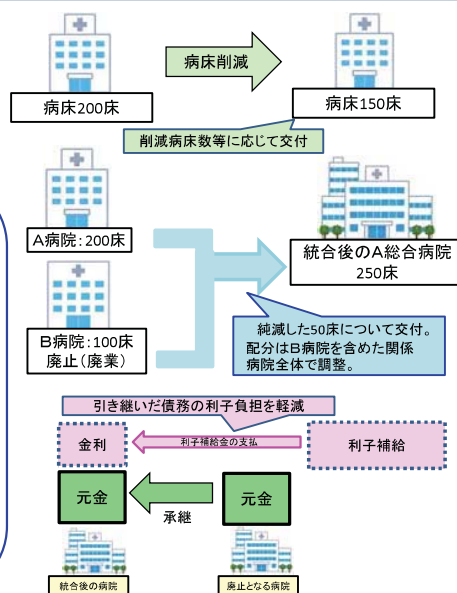 病床削減
病床200床
病床150床
削減病床数等に応じて交付
A病院:200床
B病院:100床
廃止(廃業)
統合後のA総合病院
250床
純減した50床について交付。
配分はB病院を含めた関係
病院全体で調整。
引き継いだ債務の利子負担を軽減
金利
利子補給金の支払
利子補給
元金
承継
元金
統合後の病院
廃止となる病院